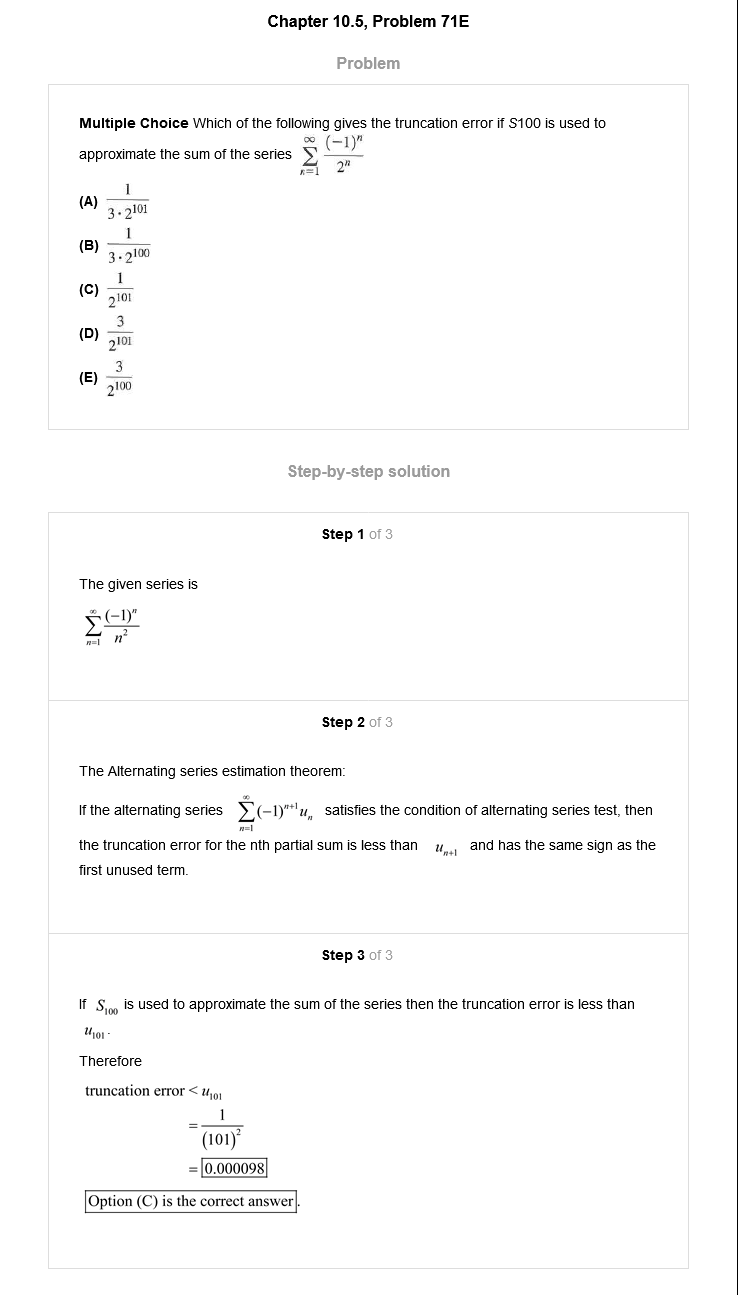 Chapter 10.5, Problem 71E
Problem
Multiple Choice Which of the following gives the truncation error if S100 is used to
approximate the sum of the series \sum_{n=1}^{\infty} \frac{(-1)^n}{2^n}
(A) \frac{1}{3 \cdot 2^{101}}
(B) \frac{1}{3 \cdot 2^{100}}
(C) \frac{1}{2^{101}}
(D) \frac{3}{2^{101}}
(E) \frac{3}{2^{100}}
Step-by-step solution
Step 1 of 3
The given series is
\sum_{n=1}^{\infty} \frac{(-1)^n}{n^2}
Step 2 of 3
The Alternating series estimation theorem:
If the alternating series \sum_{n=1}^{\infty} (-1)^{n+1} u_n satisfies the condition of alternating series test, then
the truncation error for the nth partial sum is less than u_{n+1} and has the same sign as the
first unused term.
Step 3 of 3
If S_{100} is used to approximate the sum of the series then the truncation error is less than
u_{101}.
Therefore
truncation error < u_{101}
= \frac{1}{(101)^2}
= 0.000098
Option (C) is the correct answer.